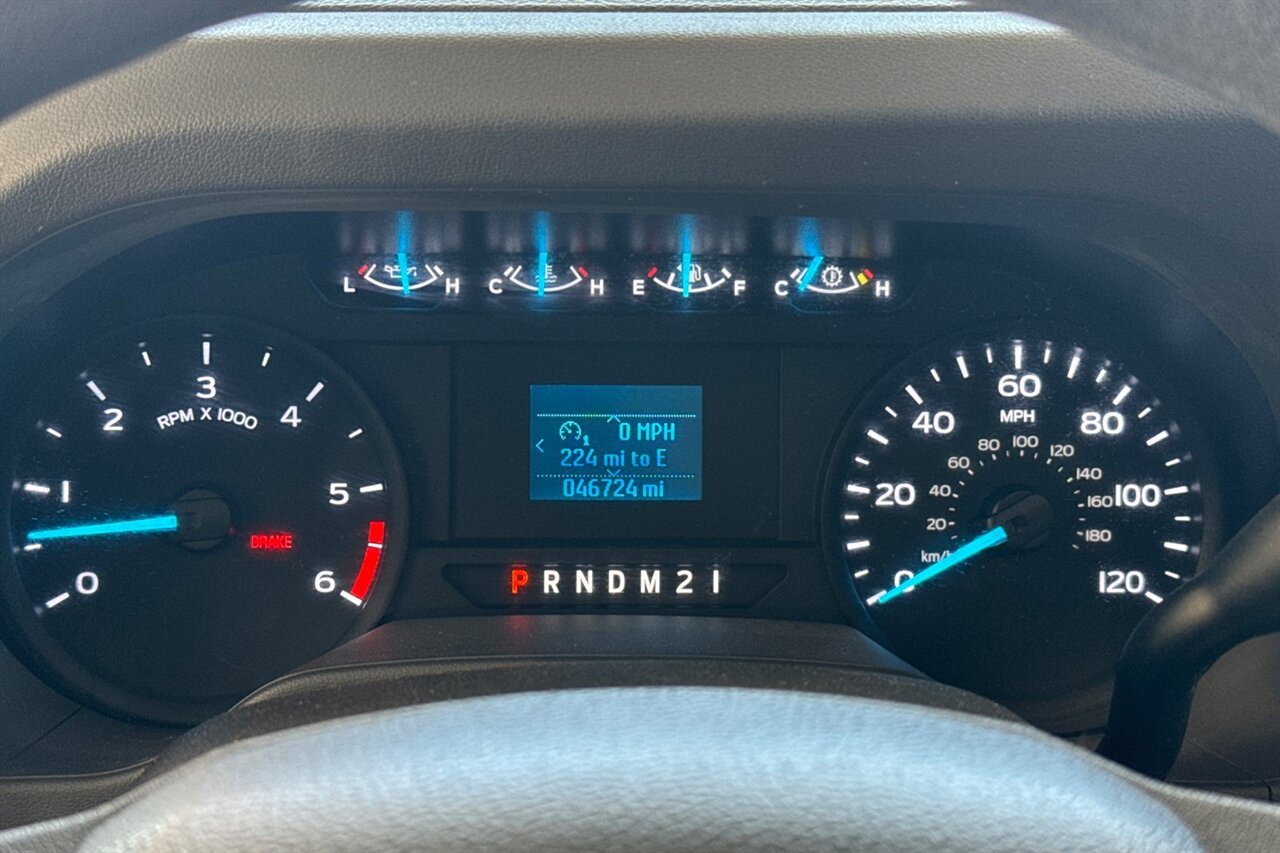 L H C H E F C H
3
2 4
RPM X 1000
1 5
0 6
BRAKE
1 0 MPH
224 mi to E
046724 mi
P R N D M 2 1
60
MPH
40 80
20 100
0 120
80 100 120
60 140
40 160
20 180
km/h